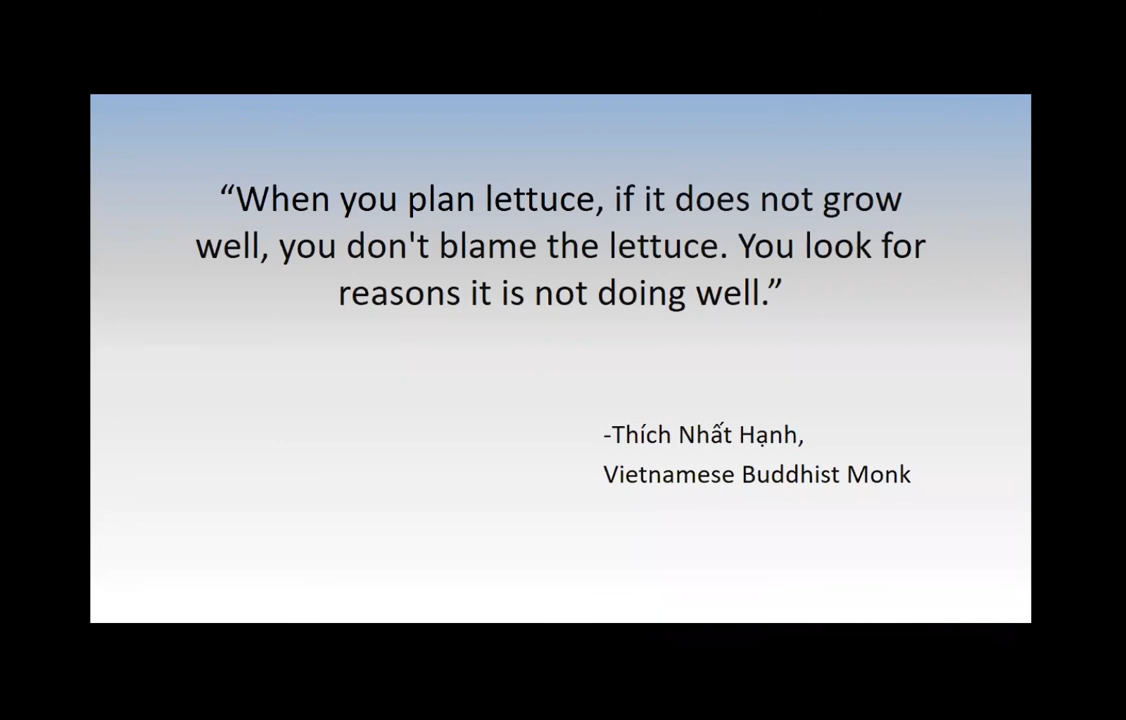 “When you plan lettuce, if it does not grow
well, you don't blame the lettuce. You look for
reasons it is not doing well.”
-Thích Nhất Hạnh,
Vietnamese Buddhist Monk